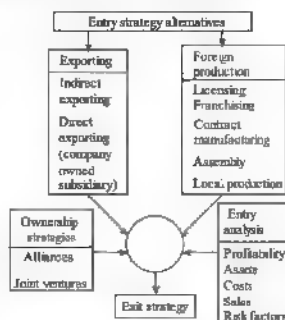 Entry strategy alternatives
Exporting
Indirect
exporting
Direct
exporting
(company
owned
subsidiary)
Foreign
production
Licensing
Franchising
Contract
manufacturing
Assembly
Local production
Ownership
strategies
Alliances
Joint ventures
Entry
analysis
Profitability
Assets
Costs
Sales
Risk factors
Exit strategy